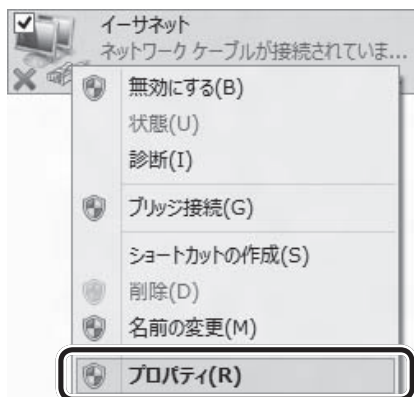 イーサネット
ネットワーク ケーブルが接続されていま...
無効にする(B)
状態(U)
診断(I)
ブリッジ接続(G)
ショートカットの作成(S)
削除(D)
名前の変更(M)
プロパティ(R)